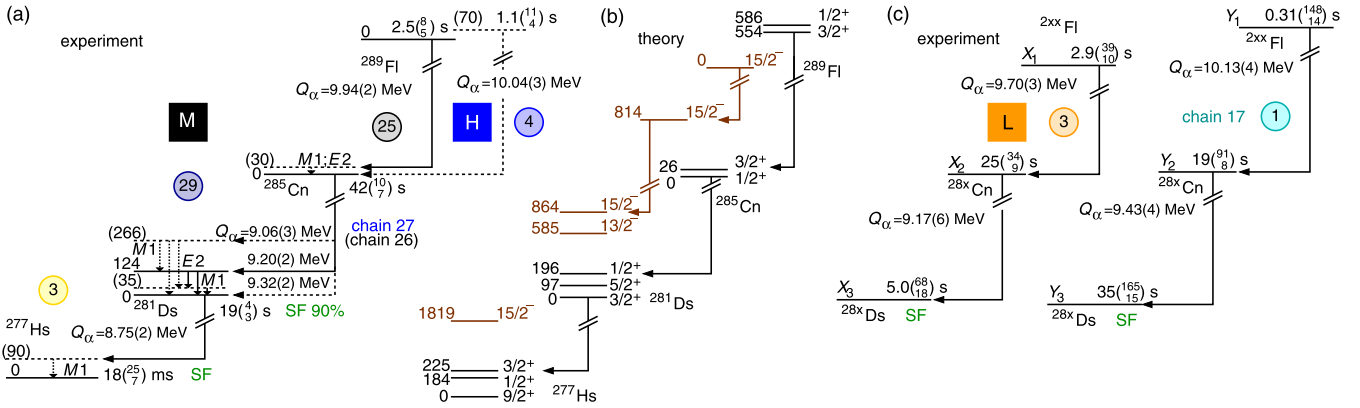 (a)
experiment
0
2.5(8/5) s
(70)
1.1(11/4) s
289Fl
Qα=9.94(2) MeV
Qα=10.04(3) MeV
M
25
H
4
29
(30)
M1;E2
0
285Cn
42(10/7) s
chain 27
(chain 26)
(266)
Qα=9.06(3) MeV
M1
124
E2
9.20(2) MeV
(35)
M1
9.32(2) MeV
0
281Ds
19(4/3) s
SF 90%
3
277Hs
Qα=8.75(2) MeV
(90)
0
M1
18(25/7) ms
SF
(b)
theory
586
1/2+
554
3/2+
0
15/2−
289Fl
814
15/2−
26
3/2+
0
1/2+
285Cn
864
15/2−
585
13/2−
196
1/2+
97
5/2+
0
3/2+
281Ds
1819
15/2−
225
3/2+
184
1/2+
0
9/2+
277Hs
(c)
experiment
2xxFl
X1
2.9(39/10) s
Qα=9.70(3) MeV
L
3
X2
25(34/9) s
28xCn
Qα=9.17(6) MeV
X3
5.0(68/18) s
28xDs
SF
Y1
0.31(148/14) s
2xxFl
Qα=10.13(4) MeV
chain 17
1
Y2
19(91/8) s
28xCn
Qα=9.43(4) MeV
Y3
35(165/15) s
28xDs
SF